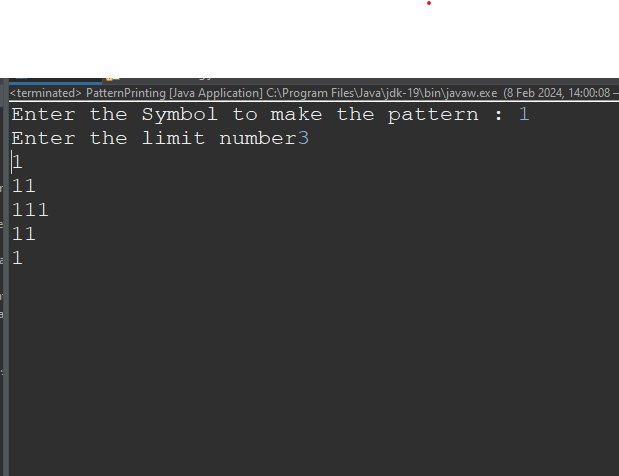 <terminated> PatternPrinting [Java Application] C:\Program Files\Java\jdk-19\bin\javaw.exe (8 Feb 2024, 14:00:08 –
Enter the Symbol to make the pattern : 1
Enter the limit number3
1
11
111
11
1